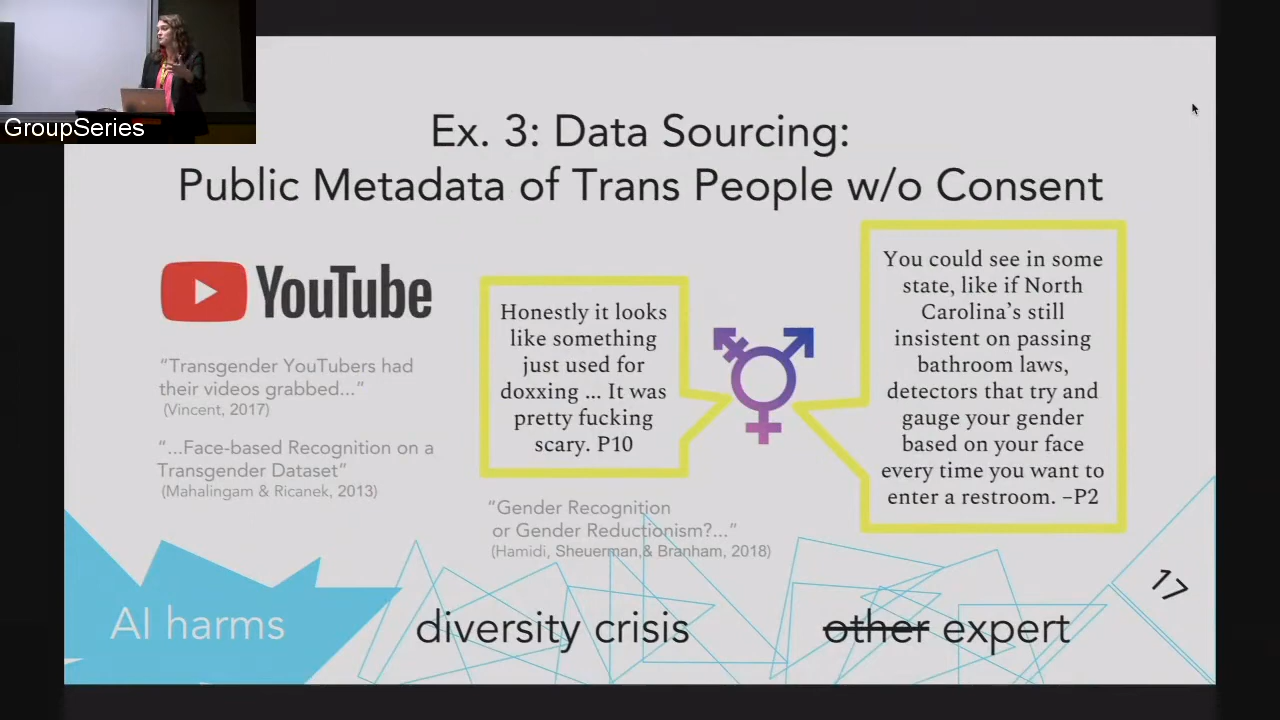 GroupSeries
Ex. 3: Data Sourcing:
Public Metadata of Trans People w/o Consent
YouTube
"Transgender YouTubers had
their videos grabbed..."
(Vincent, 2017)
"...Face-based Recognition on a
Transgender Dataset"
(Mahalingam & Ricanek, 2013)
Honestly it looks
like something
just used for
doxxing ... It was
pretty fucking
scary. P10
"Gender Recognition
or Gender Reductionism?..."
(Hamidi, Scheuerman,& Branham, 2018)
You could see in some
state, like if North
Carolina's still
insistent on passing
bathroom laws,
detectors that try and
gauge your gender
based on your face
every time you want to
enter a restroom. –P2
17
AI harms
diversity crisis
other expert